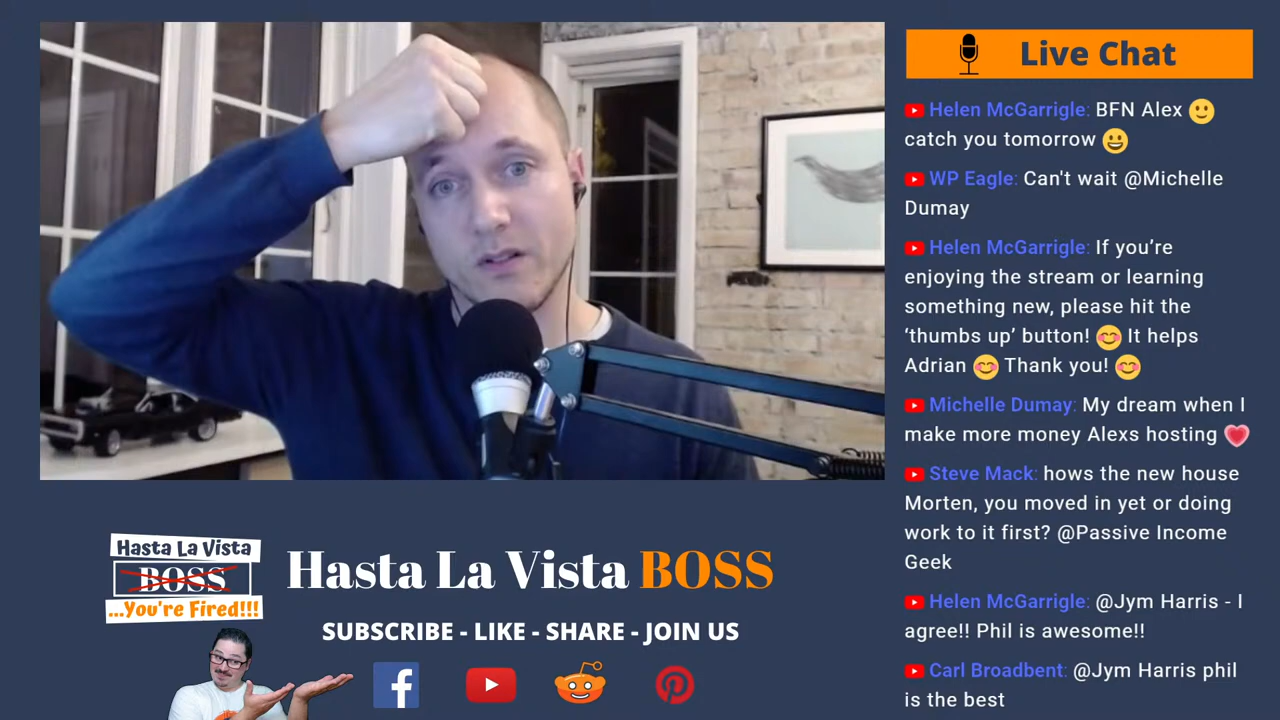 Live Chat
Helen McGarrigle: BFN Alex 🙂
catch you tomorrow 😀
WP Eagle: Can't wait @Michelle
Dumay
Helen McGarrigle: If you’re
enjoying the stream or learning
something new, please hit the
‘thumbs up’ button! 😊 It helps
Adrian 😊 Thank you! 😊
Michelle Dumay: My dream when I
make more money Alexs hosting ❤️
Steve Mack: hows the new house
Morten, you moved in yet or doing
work to it first? @Passive Income
Geek
Helen McGarrigle: @Jym Harris - I
agree!! Phil is awesome!!
Carl Broadbent: @Jym Harris phil
is the best
Hasta La Vista
BOSS
...You're Fired!!!
Hasta La Vista BOSS
SUBSCRIBE - LIKE - SHARE - JOIN US